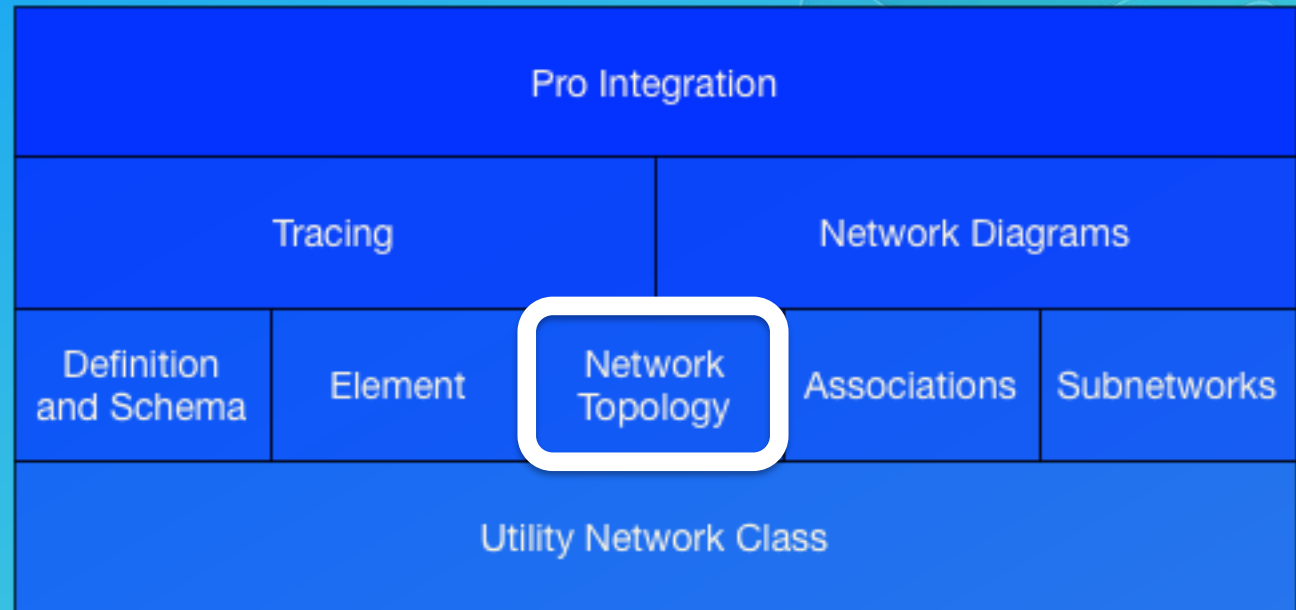 Pro Integration
Tracing
Network Diagrams
Definition
and Schema
Element
Network
Topology
Associations
Subnetworks
Utility Network Class